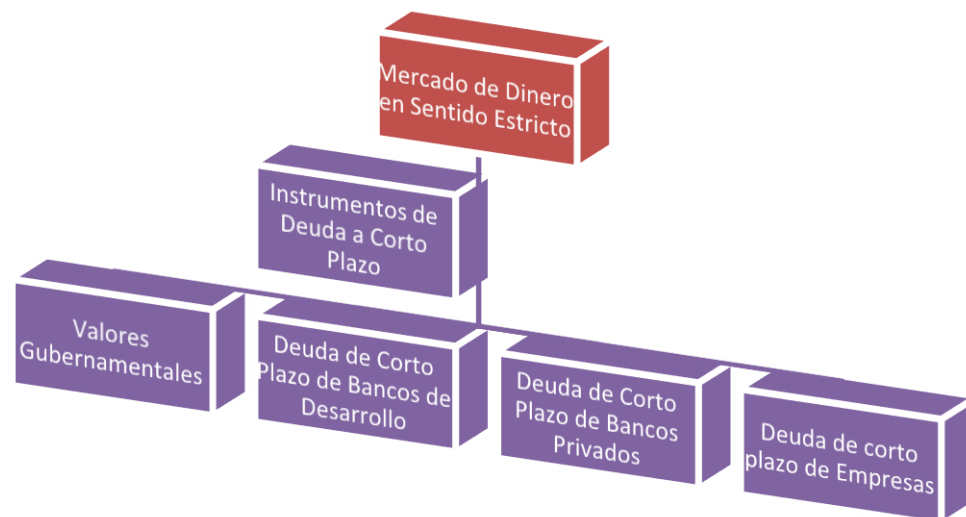 Mercado de Dinero
en Sentido Estricto
Instrumentos de
Deuda a Corto
Plazo
Valores
Gubernamentales
Deuda de Corto
Plazo de Bancos de
Desarrollo
Deuda de Corto
Plazo de Bancos
Privados
Deuda de corto
plazo de Empresas